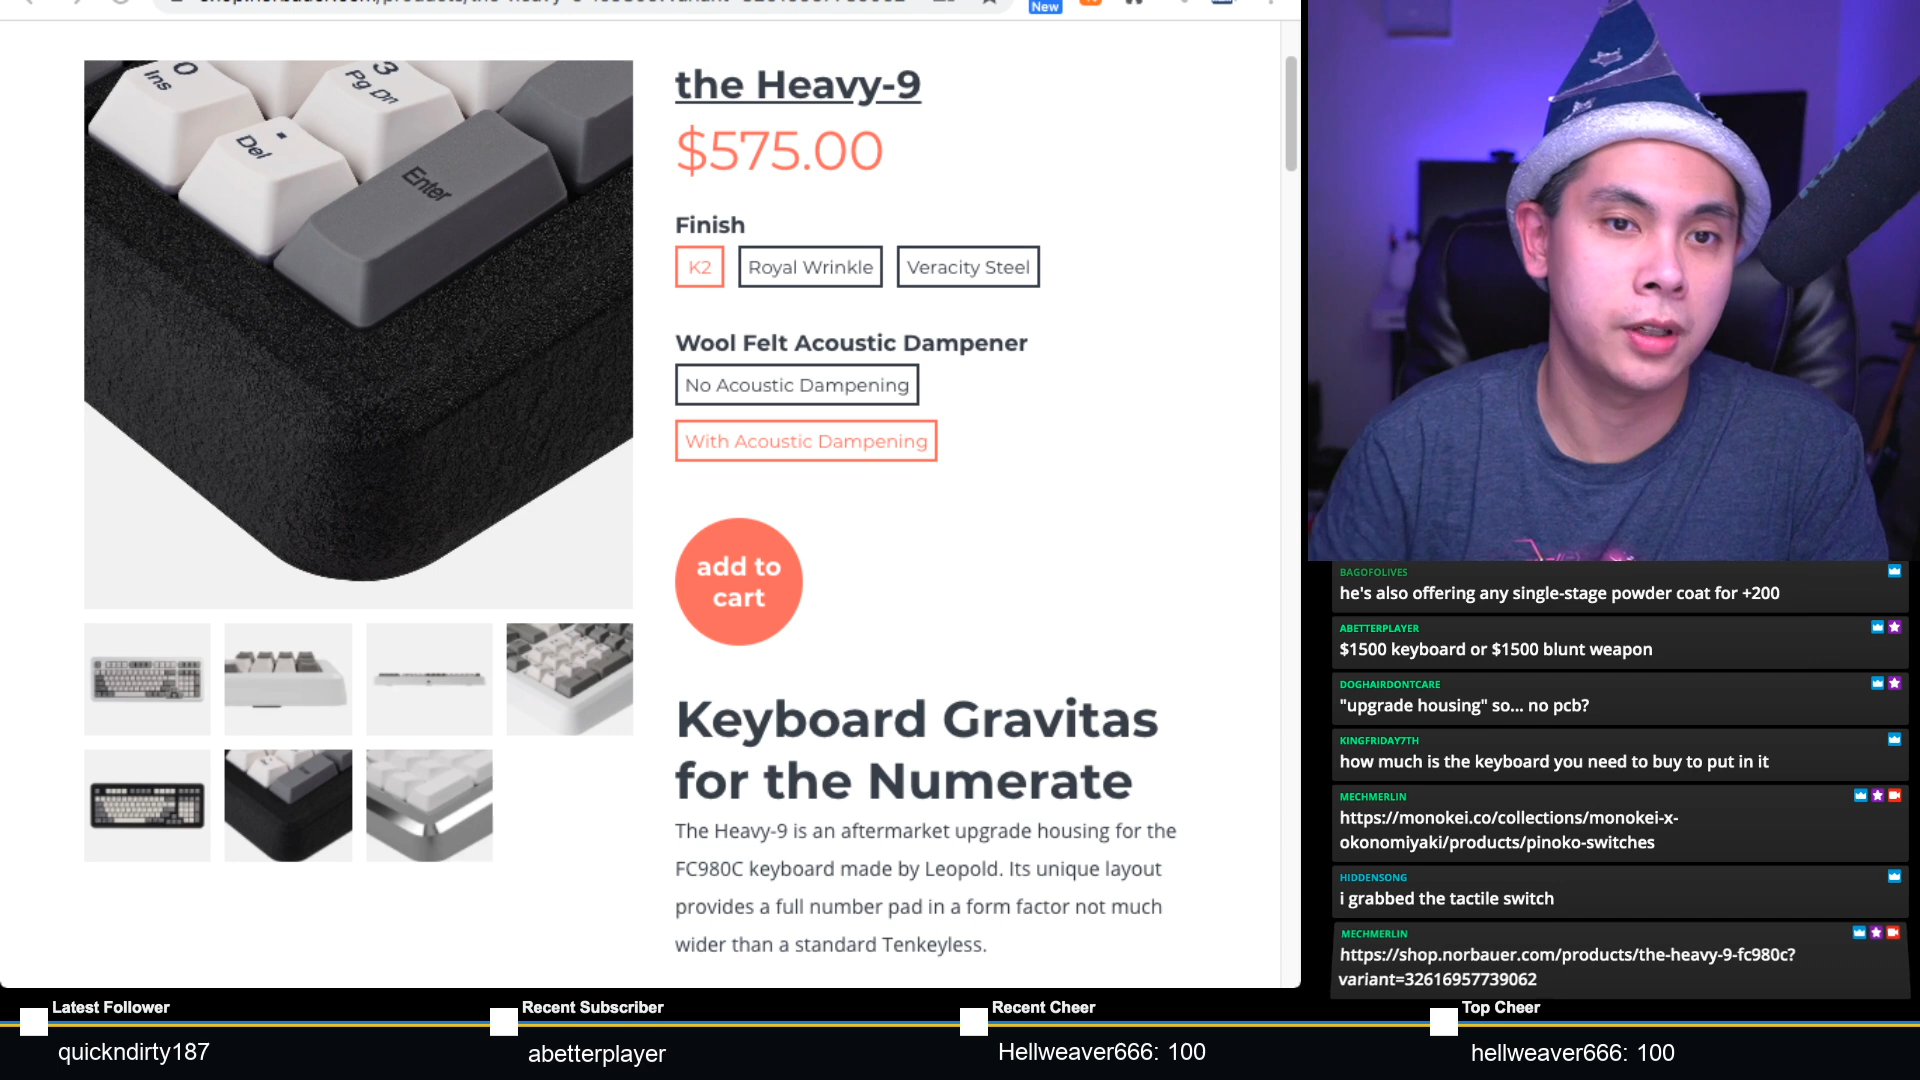 New
0
Ins
3
Pg Dn
.
Del
Enter
the Heavy-9
$575.00
Finish
K2
Royal Wrinkle
Veracity Steel
Wool Felt Acoustic Dampener
No Acoustic Dampening
With Acoustic Dampening
add to
cart
Keyboard Gravitas
for the Numerate
The Heavy-9 is an aftermarket upgrade housing for the
FC980C keyboard made by Leopold. Its unique layout
provides a full number pad in a form factor not much
wider than a standard Tenkeyless.
BAGOFOLIVES
he's also offering any single-stage powder coat for +200
ABETTERPLAYER
$1500 keyboard or $1500 blunt weapon
DOGHAIRDONTCARE
"upgrade housing" so... no pcb?
KINGFRIDAY7TH
how much is the keyboard you need to buy to put in it
MECHMERLIN
https://monokei.co/collections/monokei-x-
okonomiyaki/products/pinoko-switches
HIDDENSONG
i grabbed the tactile switch
MECHMERLIN
https://shop.norbauer.com/products/the-heavy-9-fc980c?
variant=32616957739062
Latest Follower
quickndirty187
Recent Subscriber
abetterplayer
Recent Cheer
Hellweaver666: 100
Top Cheer
hellweaver666: 100